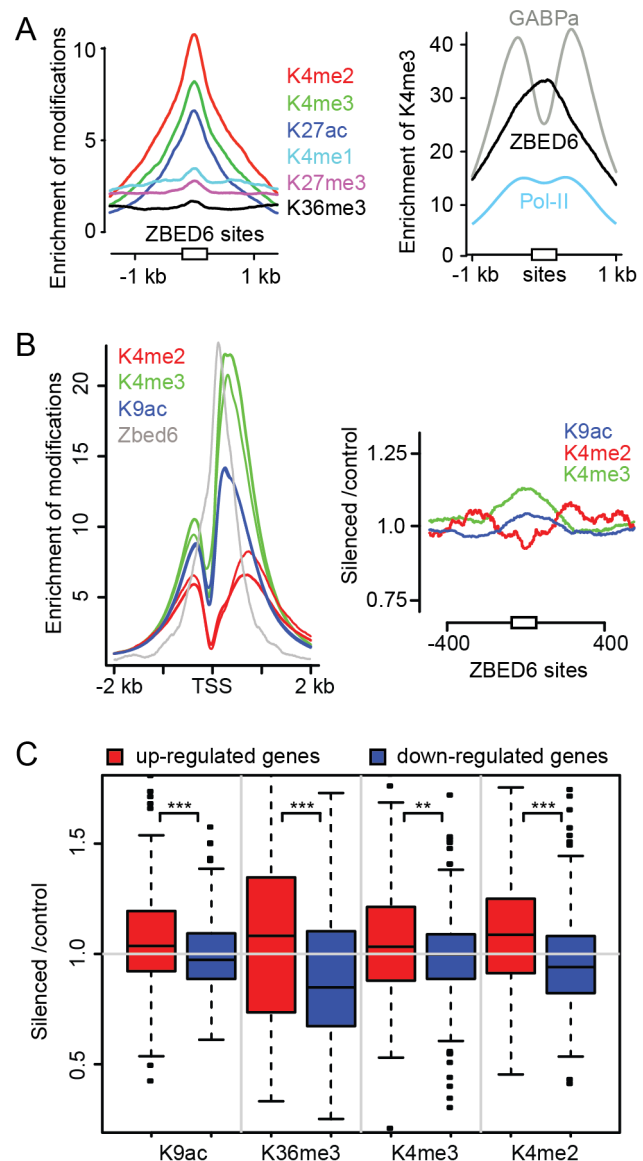 A
Enrichment of modifications
10
5
0
K4me2
K4me3
K27ac
K4me1
K27me3
K36me3
ZBED6 sites
-1 kb
1 kb
Enrichment of K4me3
40
30
20
10
0
GABPa
ZBED6
Pol-II
-1 kb
sites
1 kb
B
Enrichment of modifications
20
15
10
5
K4me2
K4me3
K9ac
Zbed6
-2 kb
TSS
2 kb
Silenced /control
1.25
1.0
0.75
K9ac
K4me2
K4me3
-400
400
ZBED6 sites
C
up-regulated genes
down-regulated genes
Silenced /control
1.5
1.0
0.5
***
***
**
***
K9ac
K36me3
K4me3
K4me2